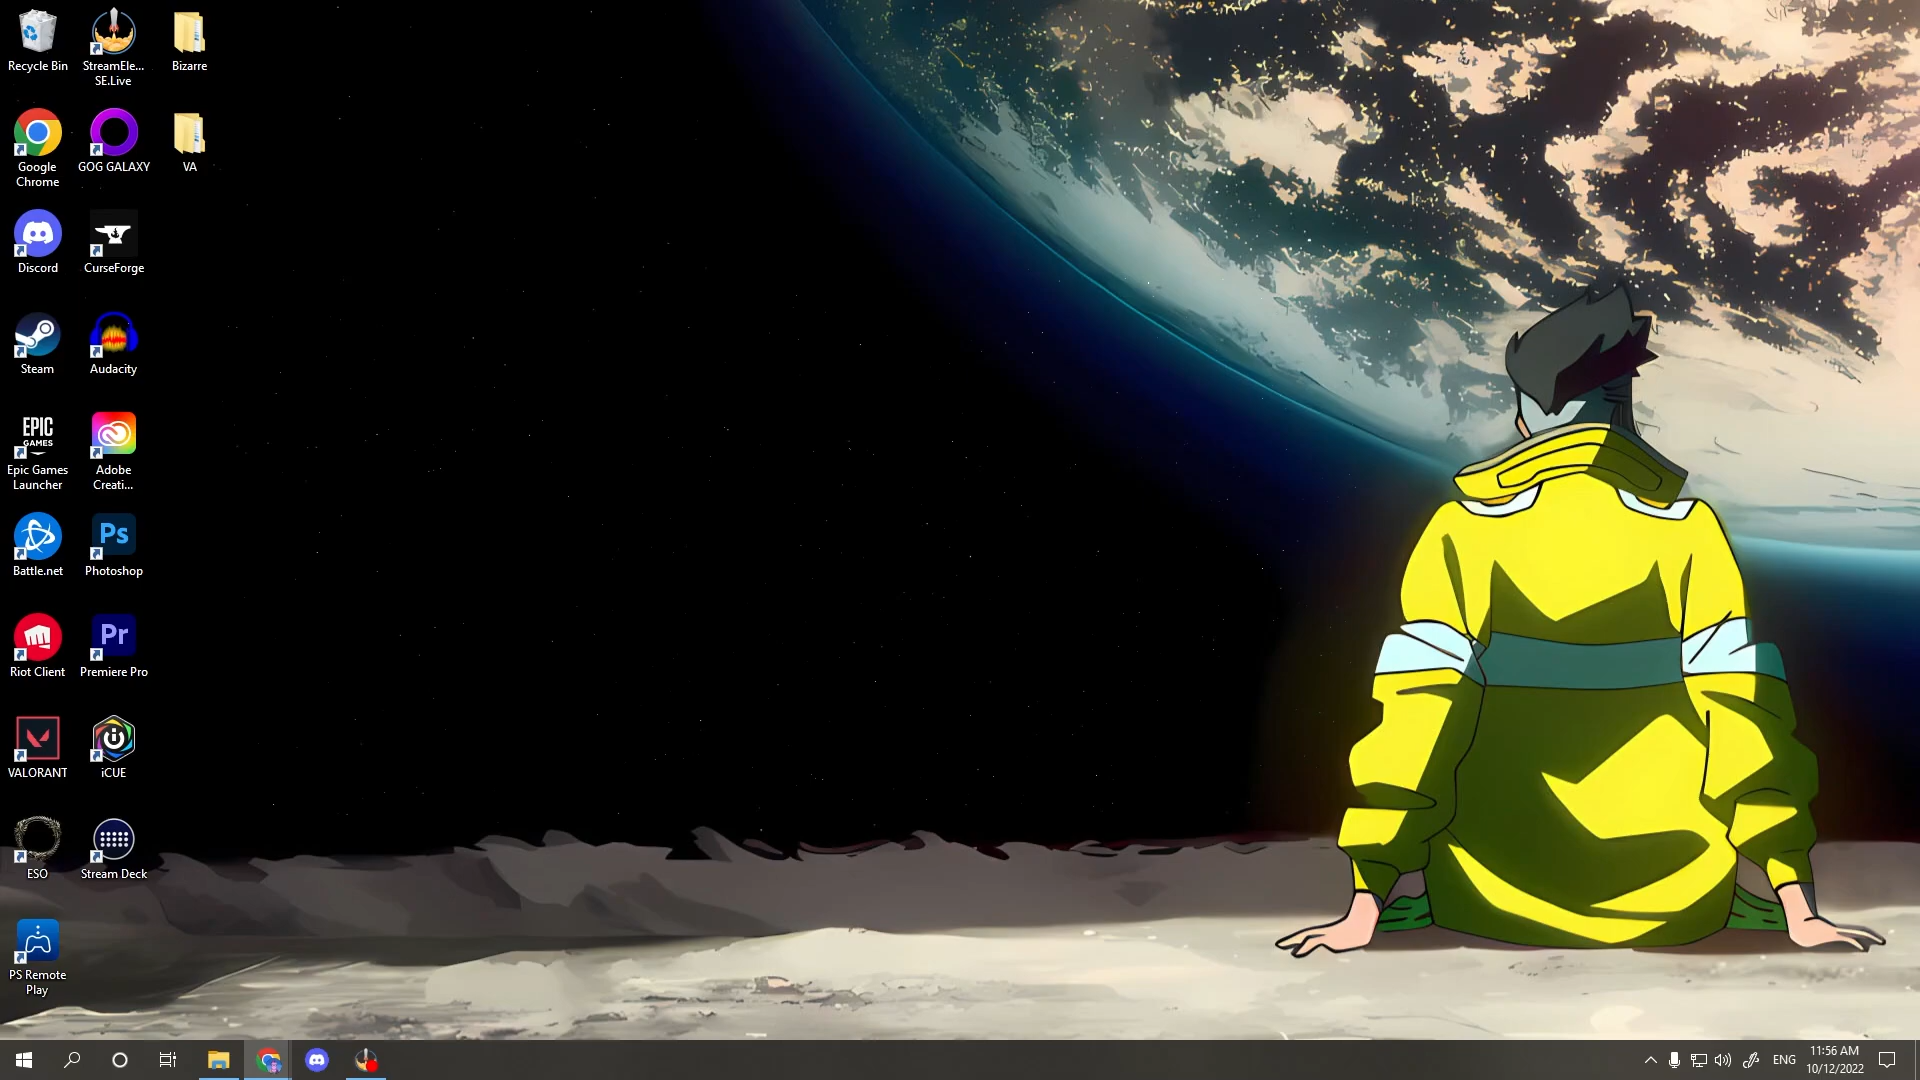 Recycle Bin
StreamEle...
SE.Live
Bizarre
Google
Chrome
GOG GALAXY
VA
Discord
CurseForge
Steam
Audacity
EPIC
GAMES
Epic Games
Launcher
Adobe
Creati...
Battle.net
Ps
Photoshop
Riot Client
Pr
Premiere Pro
VALORANT
iCUE
ESO
Stream Deck
PS Remote
Play
ENG
11:56 AM
10/12/2022